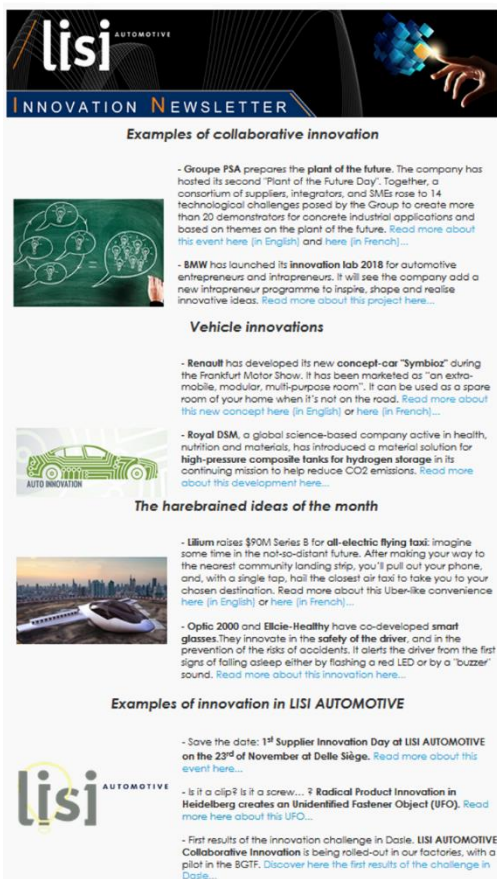 lisi AUTOMOTIVE
INNOVATION NEWSLETTER
Examples of collaborative innovation
- Groupe PSA prepares the plant of the future. The company has
hosted its second "Plant of the Future Day". Together, a
consortium of suppliers, integrators, and SMEs rose to 14
technological challenges posed by the Group to create more
than 20 demonstrators for concrete industrial applications and
based on themes on the plant of the future. Read more about
this event here (in English) and here (in French)...
- BMW has launched its innovation lab 2018 for automotive
entrepreneurs and intrapreneurs. It will see the company add a
new intrapreneur programme to inspire, shape and realise
innovative ideas. Read more about this project here...
Vehicle innovations
- Renault has developed its new concept-car "Symbioz" during
the Frankfurt Motor Show. It has been marketed as "an extra-
mobile, modular, multi-purpose room". It can be used as a spare
room of your home when it's not on the road. Read more about
this new concept here (in English) or here (in French)...
- Royal DSM, a global science-based company active in health,
nutrition and materials, has introduced a material solution for
high-pressure composite tanks for hydrogen storage in its
continuing mission to help reduce CO2 emissions. Read more
about this development here...
AUTO INNOVATION
The harebrained ideas of the month
- Lilium raises $90M Series B for all-electric flying taxi: imagine
some time in the not-so-distant future. After making your way to
the nearest community landing strip, you'll pull out your phone,
and, with a single tap, hail the closest air taxi to take you to your
chosen destination. Read more about this Uber-like convenience
here (in English) or here (in French)...
- Optic 2000 and Ellcie-Healthy have co-developed smart
glasses.They innovate in the safety of the driver, and in the
prevention of the risks of accidents. It alerts the driver from the first
signs of falling asleep either by flashing a red LED or by a "buzzer"
sound. Read more about this innovation here...
Examples of innovation in LISI AUTOMOTIVE
- Save the date: 1st Supplier Innovation Day at LISI AUTOMOTIVE
on the 23rd of November at Delle Siège. Read more about this
event here...
lisi AUTOMOTIVE
- Is it a clip? Is it a screw... ? Radical Product Innovation in
Heidelberg creates an Unidentified Fastener Object (UFO). Read
more here about this UFO...
- First results of the innovation challenge in Dasle. LISI AUTOMOTIVE
Collaborative Innovation is being rolled-out in our factories, with a
pilot in the BGTF. Discover here the first results of the challenge in
Dasle...